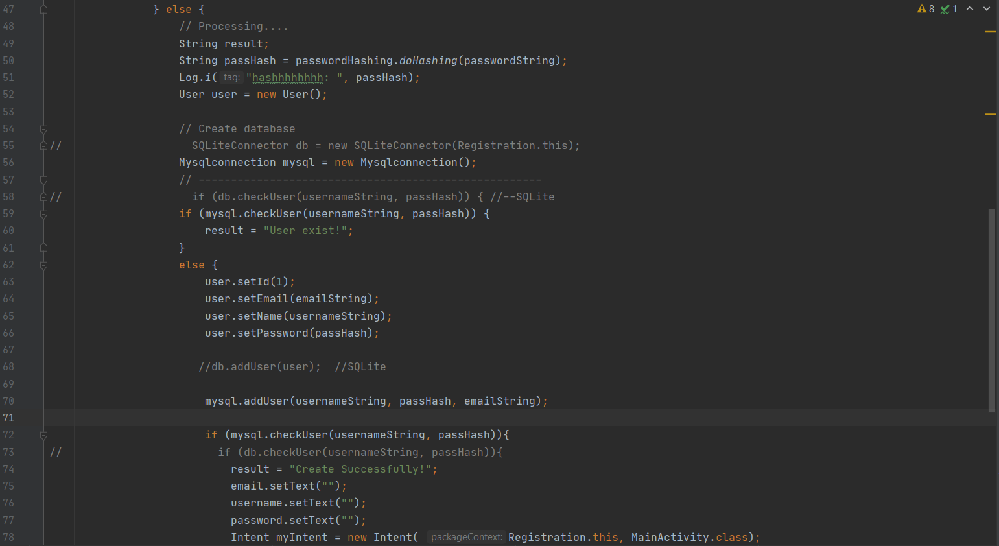 47 } else { 8 1
48 // Processing....
49 String result;
50 String passHash = passwordHashing.doHashing(passwordString);
51 Log.i( tag: "hashhhhhhhh: ", passHash);
52 User user = new User();
53
54 // Create database
55 // SQLiteConnector db = new SQLiteConnector(Registration.this);
56 Mysqlconnection mysql = new Mysqlconnection();
57 // -----------------------------------------------------
58 // if (db.checkUser(usernameString, passHash)) { //--SQLite
59 if (mysql.checkUser(usernameString, passHash)) {
60 result = "User exist!";
61 }
62 else {
63 user.setId(1);
64 user.setEmail(emailString);
65 user.setName(usernameString);
66 user.setPassword(passHash);
67
68 //db.addUser(user); //SQLite
69
70 mysql.addUser(usernameString, passHash, emailString);
71
72 if (mysql.checkUser(usernameString, passHash)){
73 // if (db.checkUser(usernameString, passHash)){
74 result = "Create Successfully!";
75 email.setText("");
76 username.setText("");
77 password.setText("");
78 Intent myIntent = new Intent( packageContext: Registration.this, MainActivity.class);